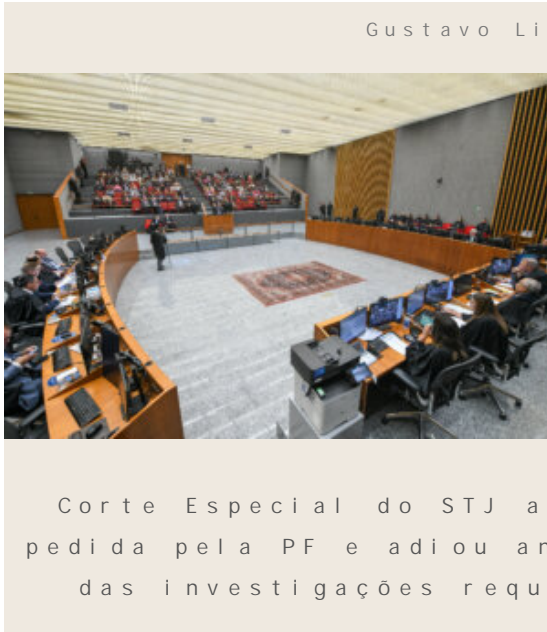 Gustavo Li
Corte Especial do STJ a
pedida pela PF e adiou an
das investigações requ